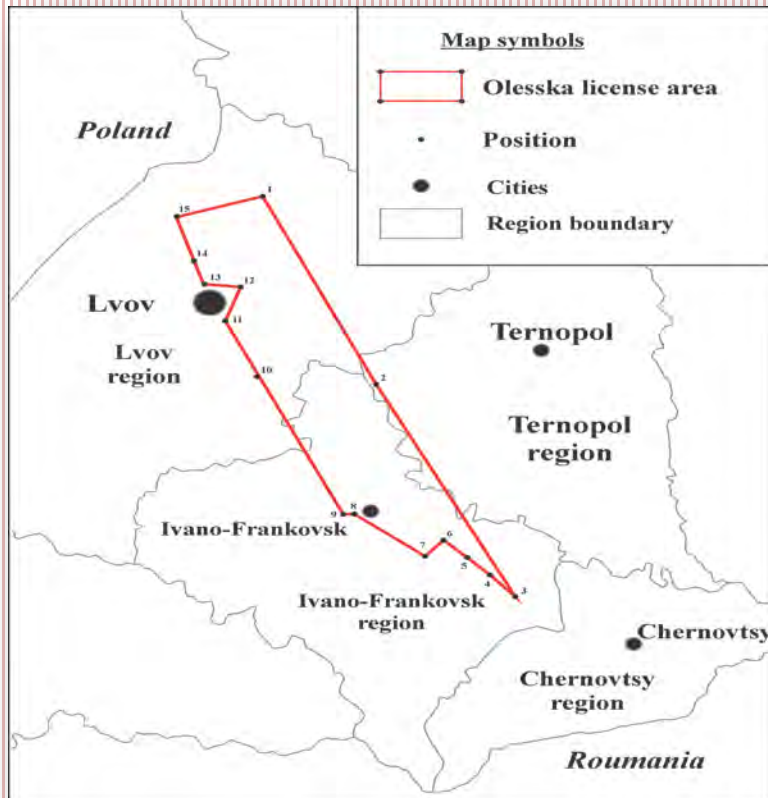 Map symbols
Olesska license area
Position
Cities
Region boundary
Poland
1
15
14
13
12
Lvov
11
Lvov
region
10
Ternopol
2
Ternopol
region
9
8
Ivano-Frankovsk
7
6
5
4
3
Ivano-Frankovsk
region
Chernovtsy
Chernovtsy
region
Roumania